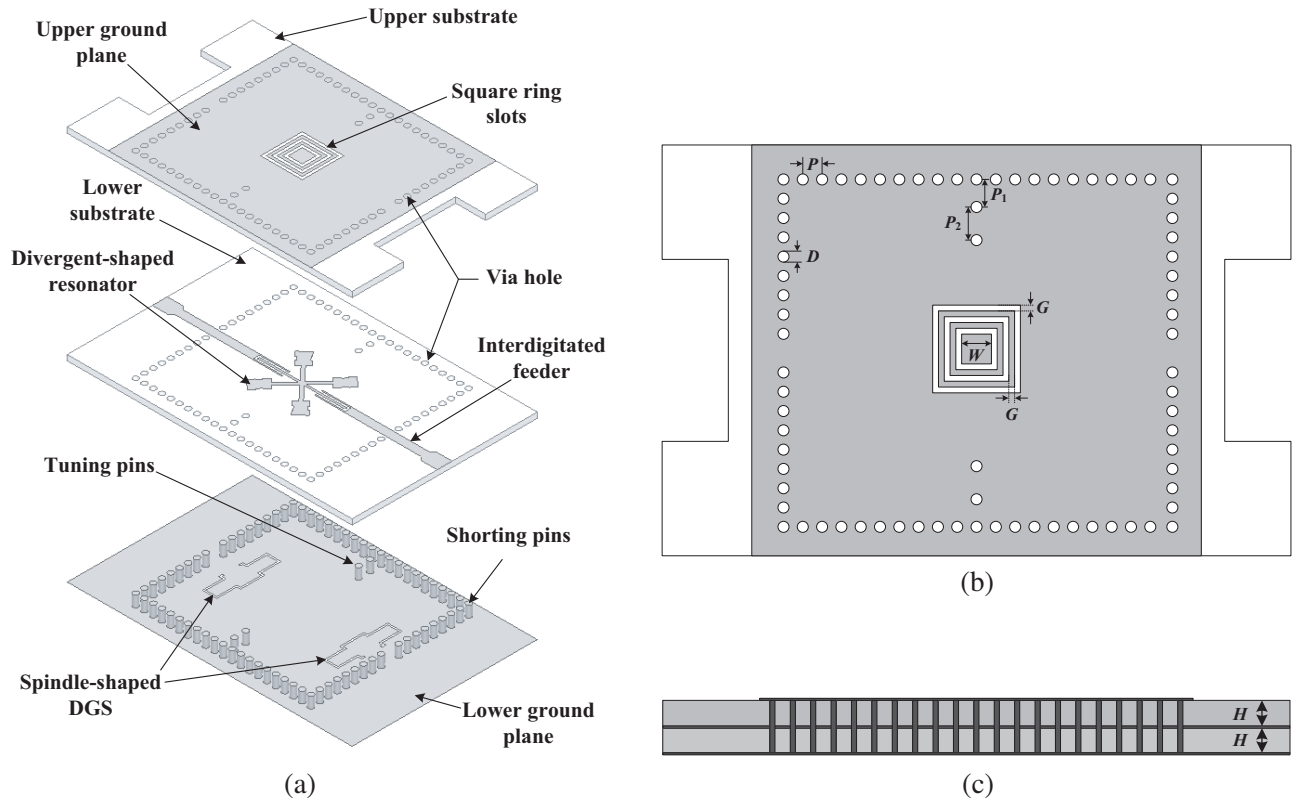 Upper substrate
Upper ground
plane
Square ring
slots
Lower
substrate
Divergent-shaped
resonator
Via hole
Interdigitated
feeder
Tuning pins
Shorting pins
Spindle-shaped
DGS
Lower ground
plane
(a)
P
P1
P2
D
G
W
G
(b)
H
H
(c)